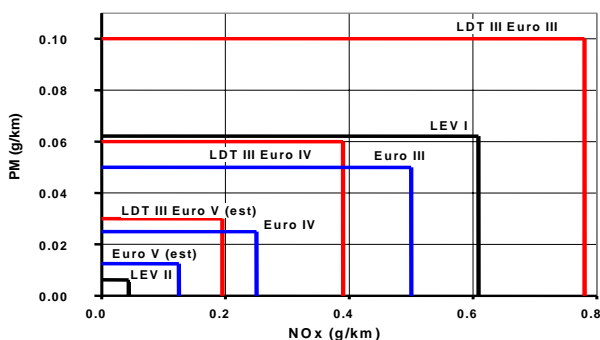 LDT III Euro III
0.10
0.08
LEV I
0.06
LDT III Euro IV
Euro III
PM (g/km)
0.04
LDT III Euro V (est)
Euro IV
0.02
Euro V (est)
LEV II
0.00
0.0 0.2 0.4 0.6 0.8
NOx (g/km)